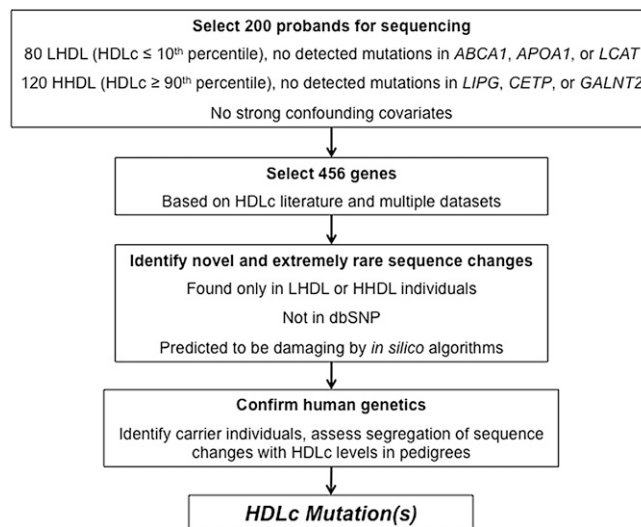 Select 200 probands for sequencing
80 LHDL (HDLc ≤ 10th percentile), no detected mutations in ABCA1, APOA1, or LCAT
120 HHDL (HDLc ≥ 90th percentile), no detected mutations in LIPG, CETP, or GALNT2
No strong confounding covariates
Select 456 genes
Based on HDLc literature and multiple datasets
Identify novel and extremely rare sequence changes
Found only in LHDL or HHDL individuals
Not in dbSNP
Predicted to be damaging by in silico algorithms
Confirm human genetics
Identify carrier individuals, assess segregation of sequence
changes with HDLc levels in pedigrees
HDLc Mutation(s)